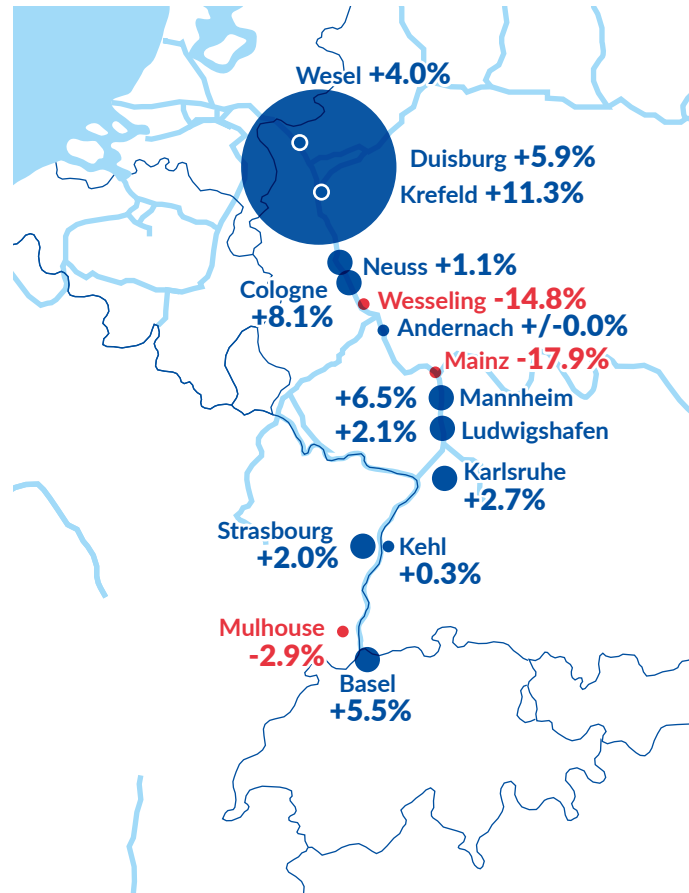 Wesel +4.0%
Duisburg +5.9%
Krefeld +11.3%
Neuss +1.1%
Cologne
+8.1%
Wesseling -14.8%
Andernach +/-0.0%
Mainz -17.9%
+6.5% Mannheim
+2.1% Ludwigshafen
Karlsruhe
+2.7%
Strasbourg
+2.0%
Kehl
+0.3%
Mulhouse
-2.9%
Basel
+5.5%